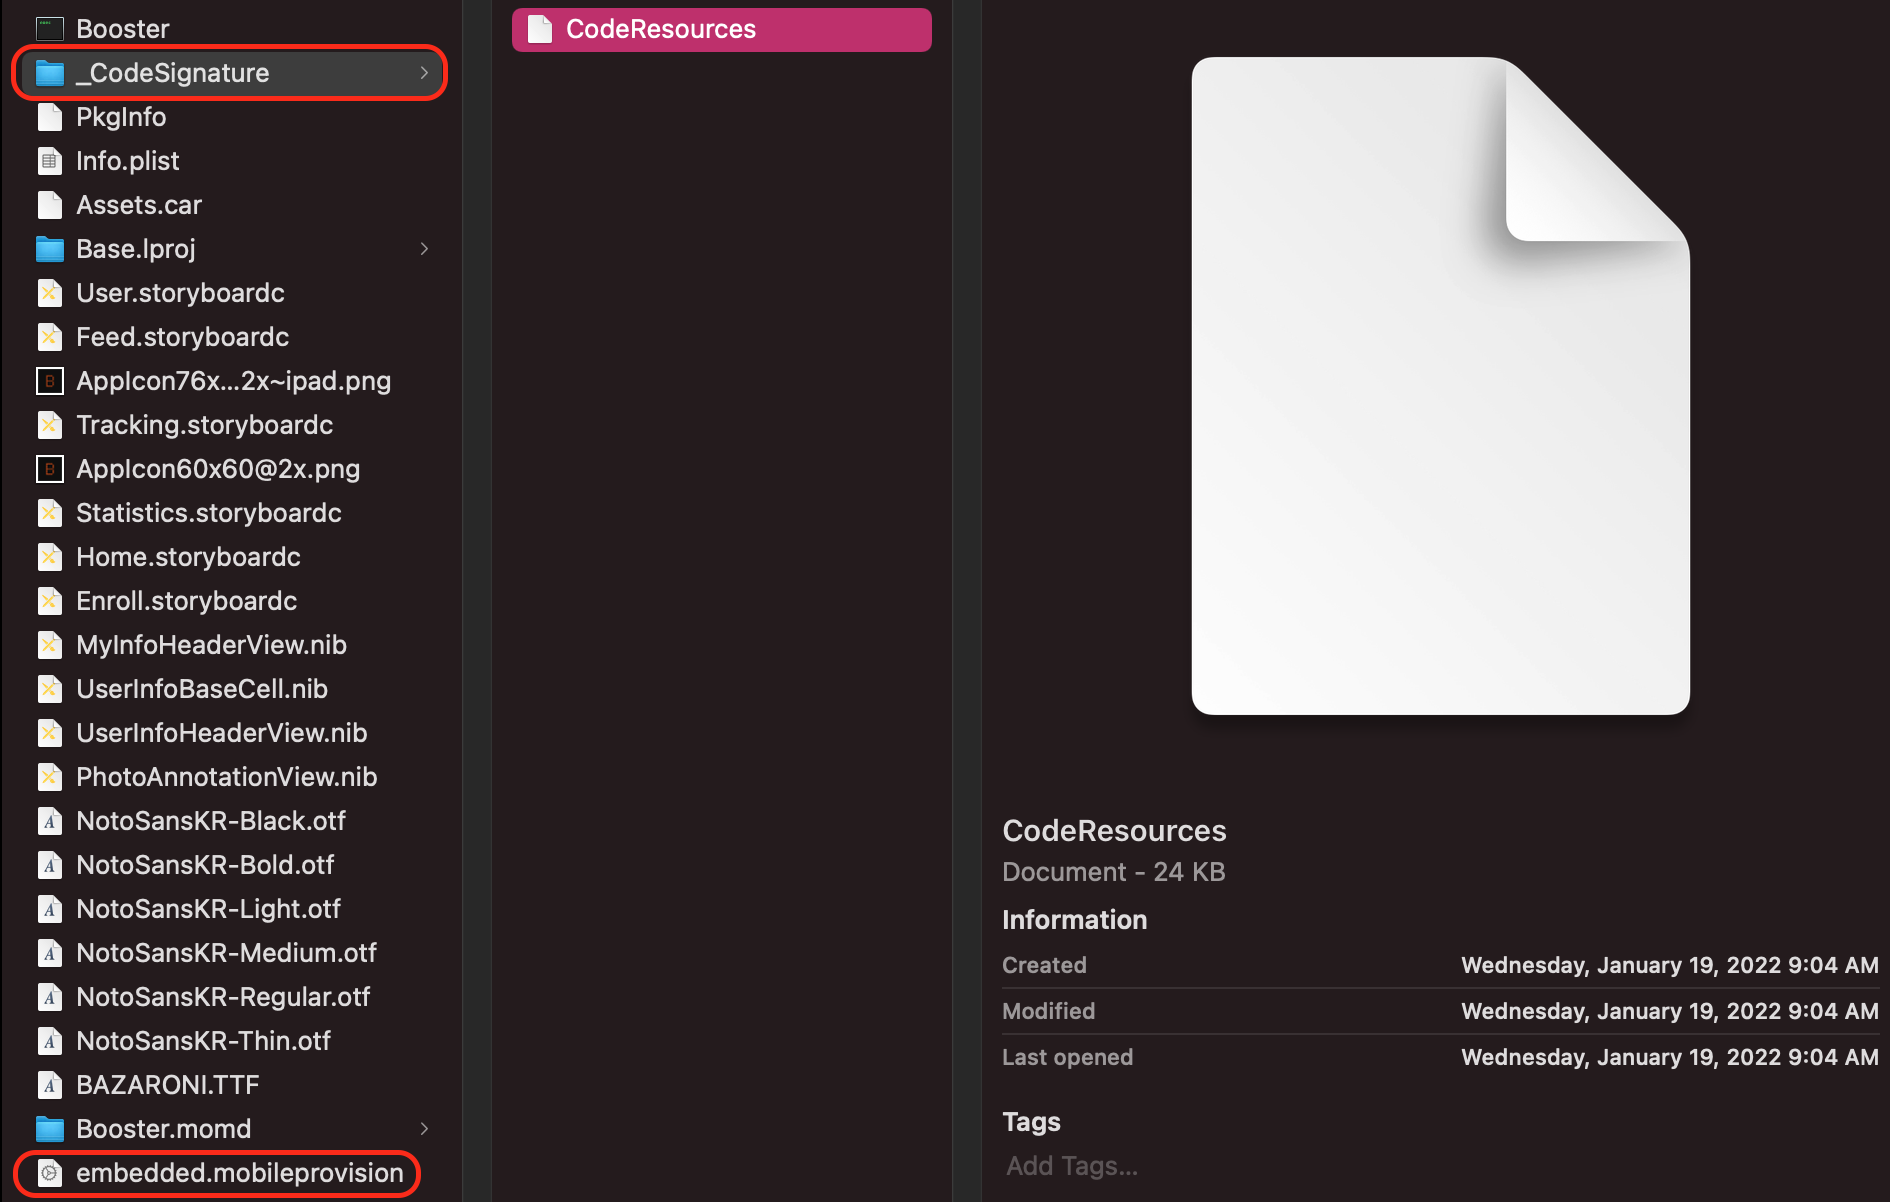 Booster
_CodeSignature
PkgInfo
Info.plist
Assets.car
Base.lproj
User.storyboardc
Feed.storyboardc
AppIcon76x...2x~ipad.png
Tracking.storyboardc
AppIcon60x60@2x.png
Statistics.storyboardc
Home.storyboardc
Enroll.storyboardc
MyInfoHeaderView.nib
UserInfoBaseCell.nib
UserInfoHeaderView.nib
PhotoAnnotationView.nib
NotoSansKR-Black.otf
NotoSansKR-Bold.otf
NotoSansKR-Light.otf
NotoSansKR-Medium.otf
NotoSansKR-Regular.otf
NotoSansKR-Thin.otf
BAZARONI.TTF
Booster.momd
embedded.mobileprovision
CodeResources
CodeResources
Document - 24 KB
Information
Created Wednesday, January 19, 2022 9:04 AM
Modified Wednesday, January 19, 2022 9:04 AM
Last opened Wednesday, January 19, 2022 9:04 AM
Tags
Add Tags...